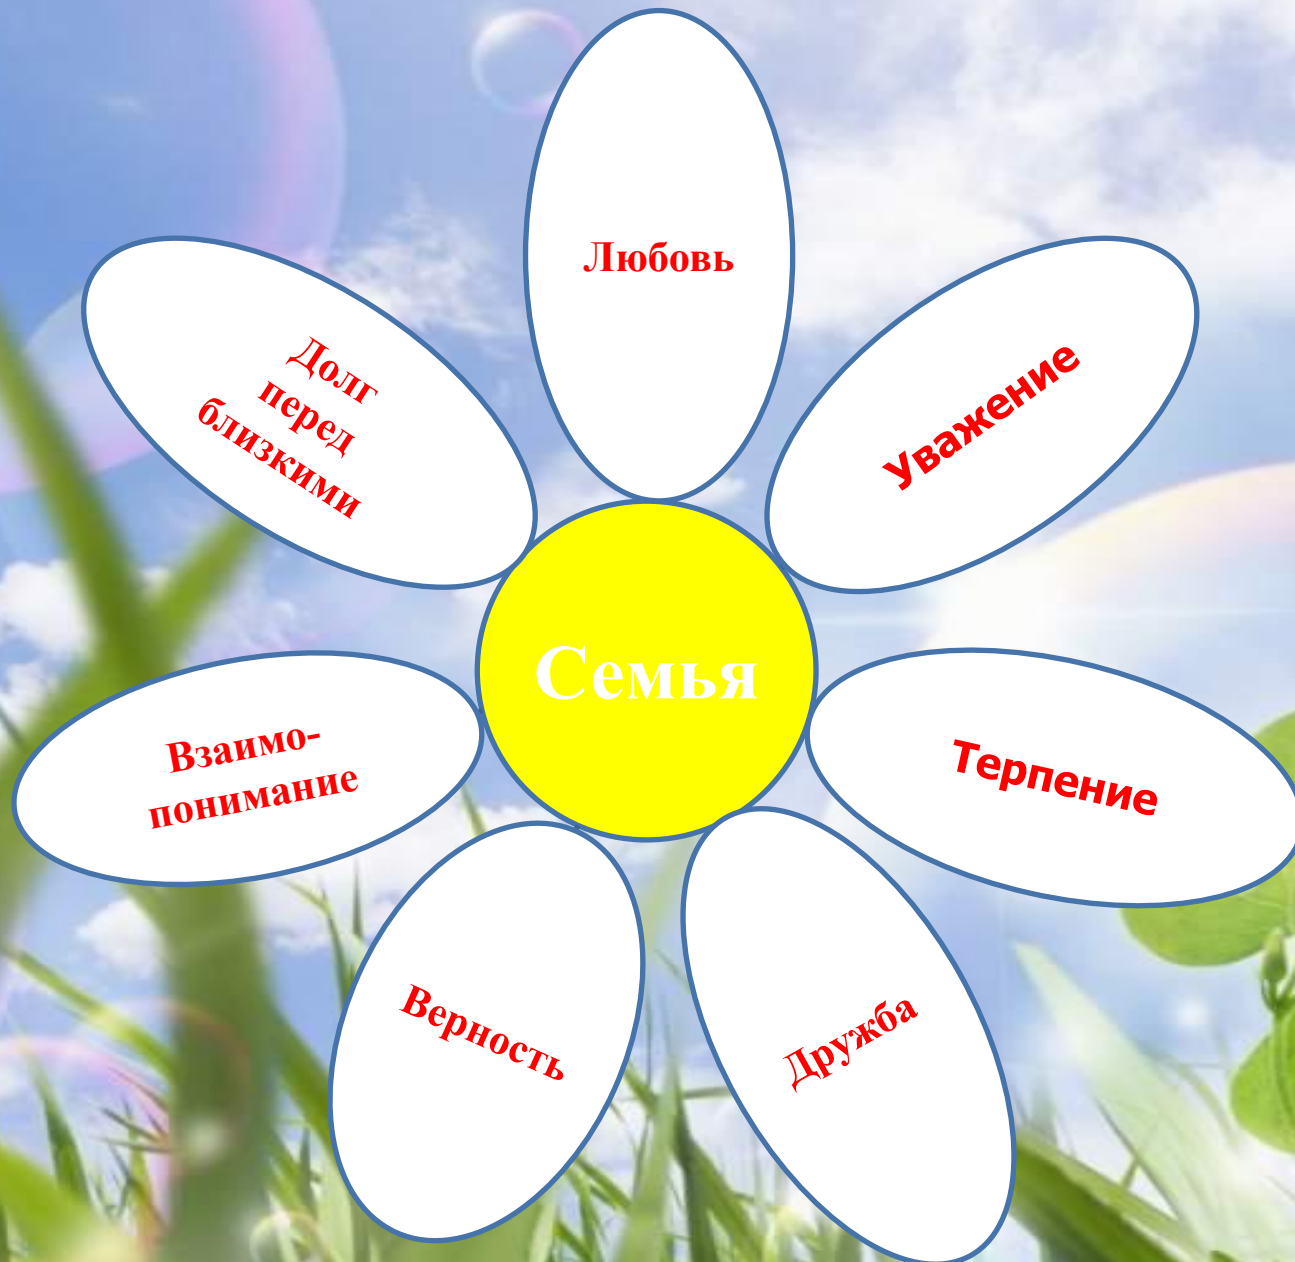 Любовь
Уважение
Долг
перед
близкими
Семья
Взаимо-
понимание
Терпение
Верность
Дружба